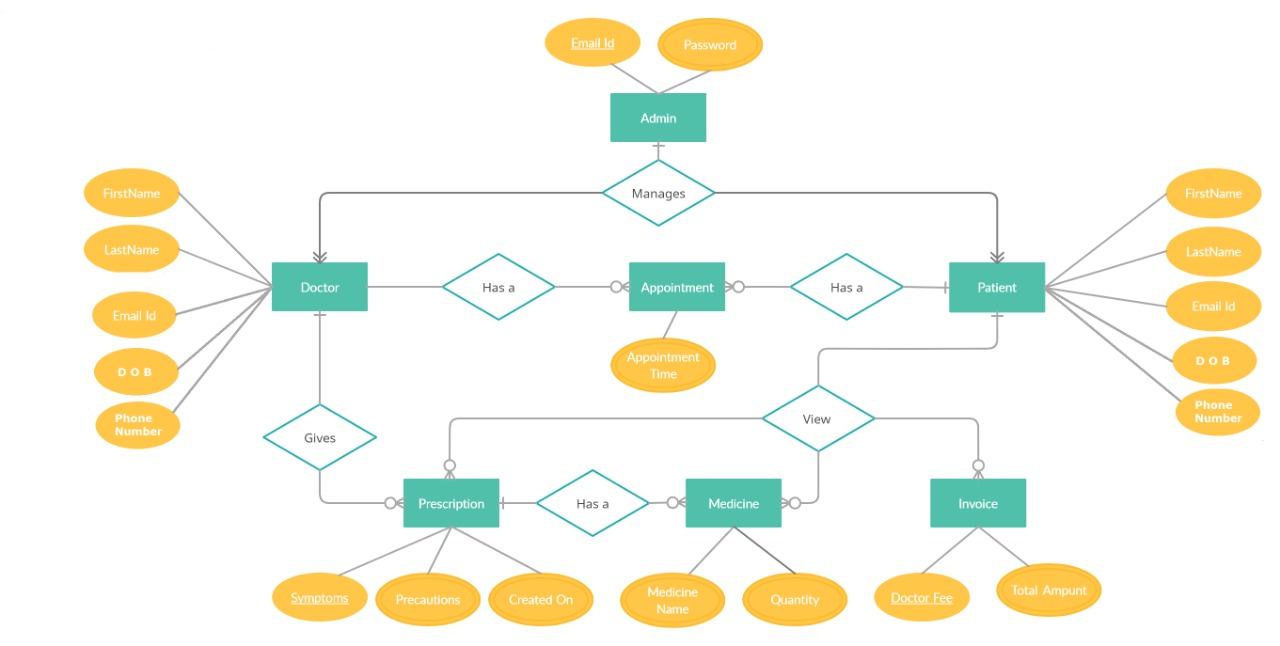 Email Id
Password
Admin
Manages
FirstName
FirstName
LastName
LastName
Doctor
Has a
Appointment
Has a
Patient
Email Id
Email Id
Appointment
Time
D O B
D O B
Phone
Number
Phone
Number
View
Gives
Prescription
Has a
Medicine
Invoice
Symptoms
Precautions
Created On
Medicine
Name
Quantity
Doctor Fee
Total Ampunt